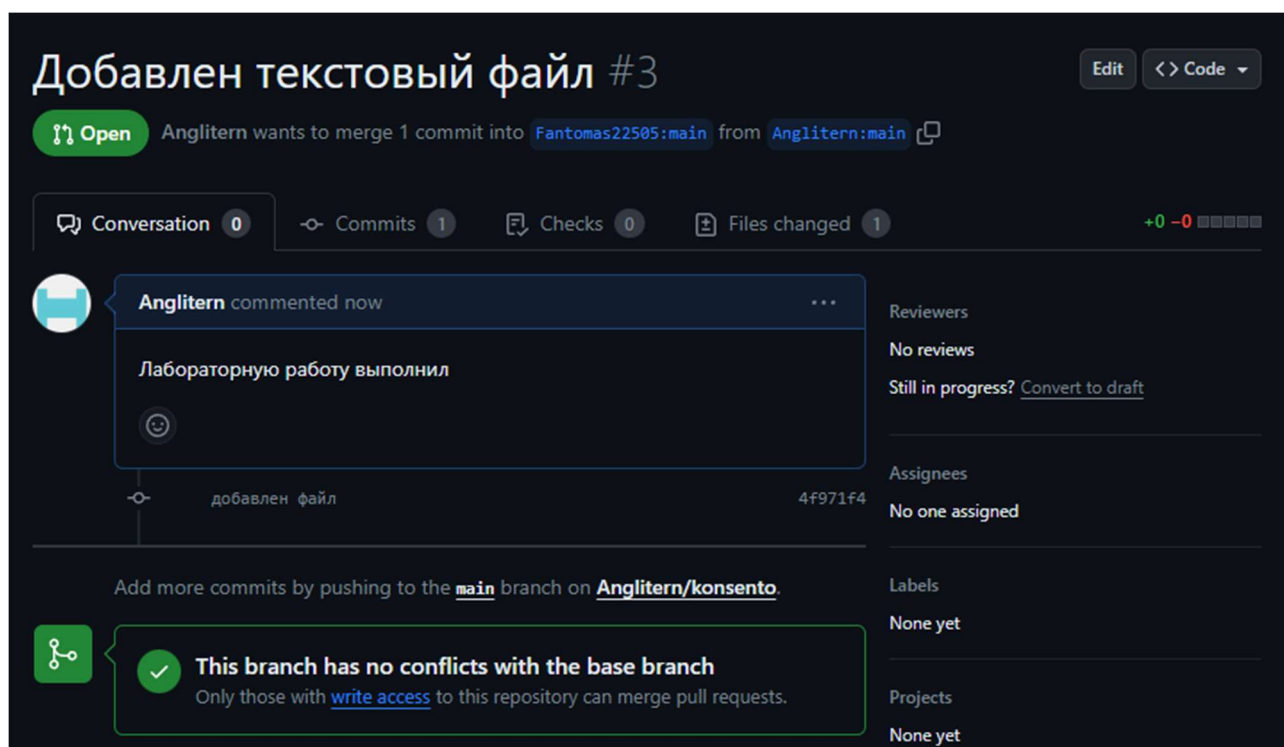 Добавлен текстовый файл #3
Edit
<> Code
Open
Anglitern wants to merge 1 commit into Fantomas22505:main from Anglitern:main
Conversation 0
Commits 1
Checks 0
Files changed 1
+0 −0
Anglitern commented now
...
Лабораторную работу выполнил
добавлен файл 4f971f4
Add more commits by pushing to the main branch on Anglitern/konsento.
This branch has no conflicts with the base branch
Only those with write access to this repository can merge pull requests.
Reviewers
No reviews
Still in progress? Convert to draft
Assignees
No one assigned
Labels
None yet
Projects
None yet